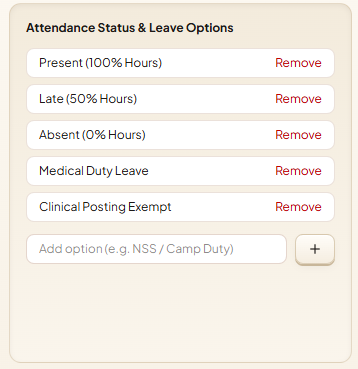 Attendance Status & Leave Options
Present (100% Hours) Remove
Late (50% Hours) Remove
Absent (0% Hours) Remove
Medical Duty Leave Remove
Clinical Posting Exempt Remove
Add option (e.g. NSS / Camp Duty) +